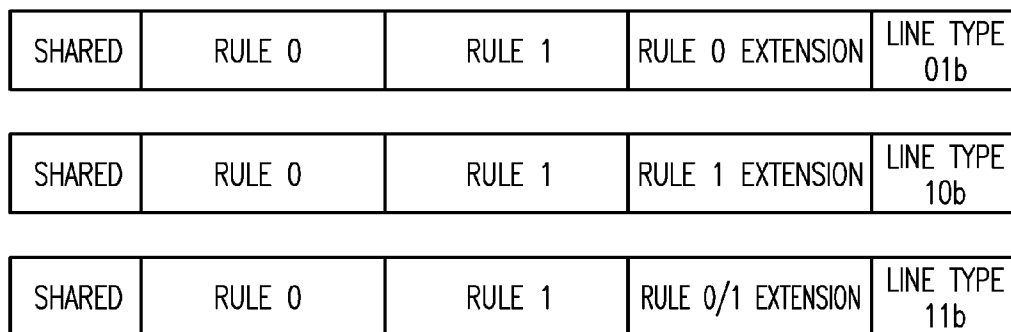 SHARED RULE 0 RULE 1 RULE 0 EXTENSION LINE TYPE 01b
SHARED RULE 0 RULE 1 RULE 1 EXTENSION LINE TYPE 10b
SHARED RULE 0 RULE 1 RULE 0/1 EXTENSION LINE TYPE 11b